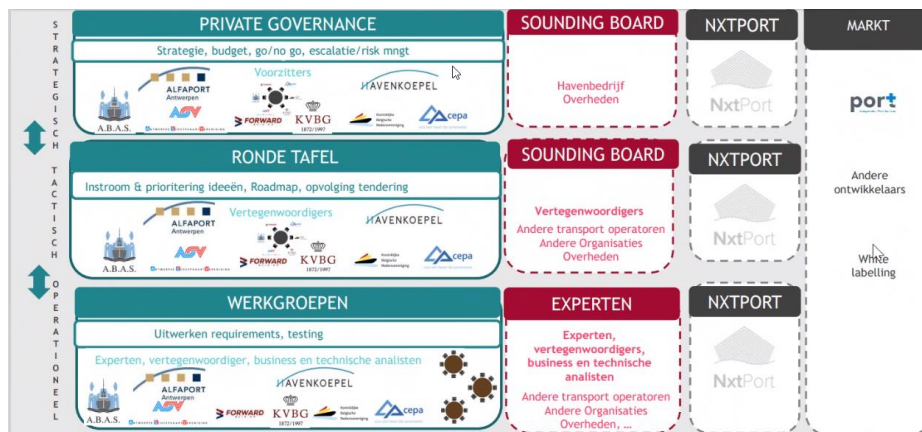 STRATEGISCH
TACTISCH
OPERATIONEEL
PRIVATE GOVERNANCE
Strategie, budget, go/no go, escalatie/risk mngt
Voorzitters
A.B.A.S.
ALFAPORT
Antwerpen
ASV
HAVENKOEPEL
FORWARD
KVBG
1872/1997
cepa
SOUNDING BOARD
Havenbedrijf
Overheden
NXTPORT
NxtPort
MARKT
port
Andere
ontwikkelaars
White
labelling
RONDE TAFEL
Instroom & prioritering ideeën, Roadmap, opvolging tendering
Vertegenwoordigers
A.B.A.S.
ALFAPORT
Antwerpen
ASV
HAVENKOEPEL
FORWARD
KVBG
1872/1997
cepa
SOUNDING BOARD
Vertegenwoordigers
Andere transport operatoren
Andere Organisaties
Overheden
NXTPORT
NxtPort
WERKGROEPEN
Uitwerken requirements, testing
Experten, vertegenwoordiger, business en technische analisten
A.B.A.S.
ALFAPORT
Antwerpen
ASV
HAVENKOEPEL
FORWARD
KVBG
1872/1997
cepa
EXPERTEN
Experten,
vertegenwoordigers,
business en technische
analisten
Andere transport operatoren
Andere Organisaties
Overheden, …
NXTPORT
NxtPort